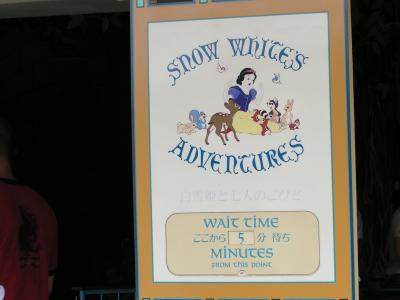 SNOW WHITE'S
ADVENTURES
白雪姫と七人のこびと
WAIT TIME
ここから 5 分 待ち
MINUTES
FROM THIS POINT